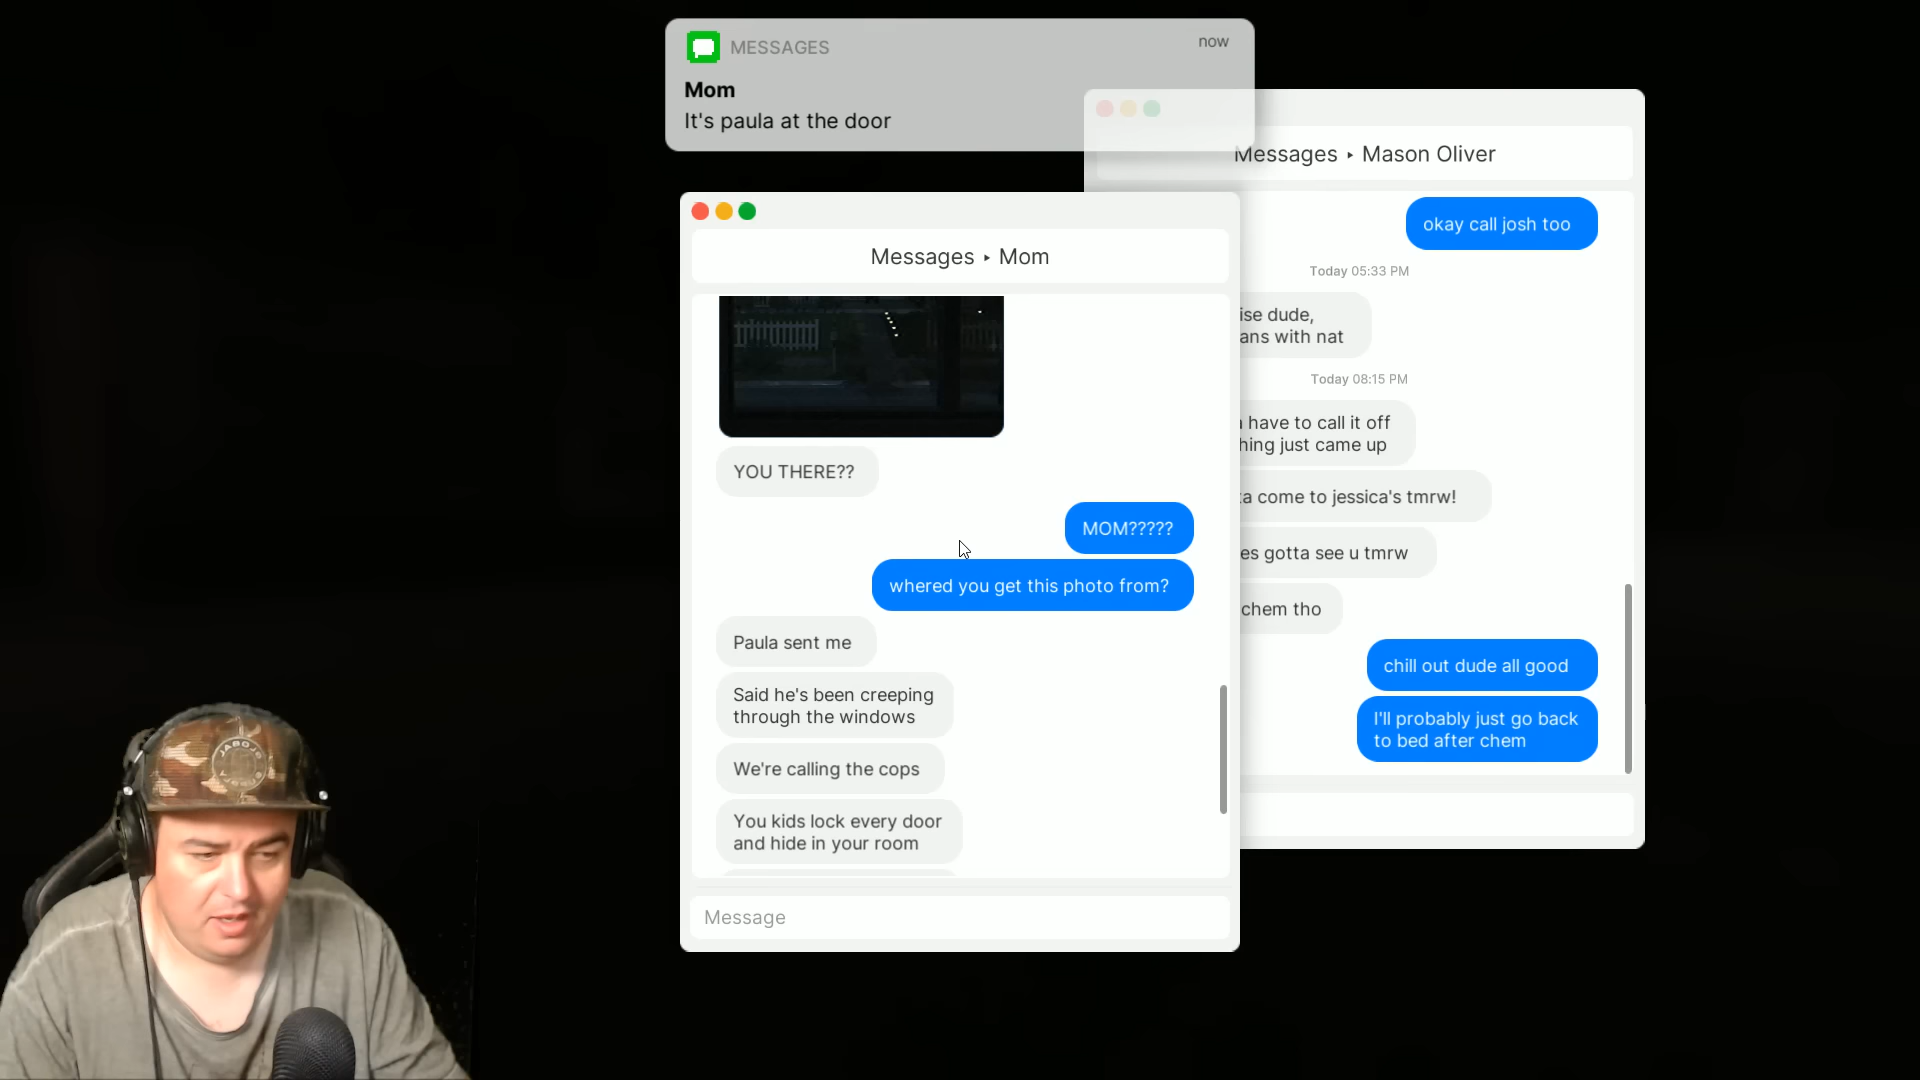 MESSAGES
now
Mom
It's paula at the door
Messages ‣ Mason Oliver
okay call josh too
Today 05:33 PM
ise dude,
ans with nat
Today 08:15 PM
have to call it off
hing just came up
ta come to jessica's tmrw!
es gotta see u tmrw
chem tho
chill out dude all good
I'll probably just go back
to bed after chem
Messages ‣ Mom
YOU THERE??
MOM?????
whered you get this photo from?
Paula sent me
Said he's been creeping
through the windows
We're calling the cops
You kids lock every door
and hide in your room
Message